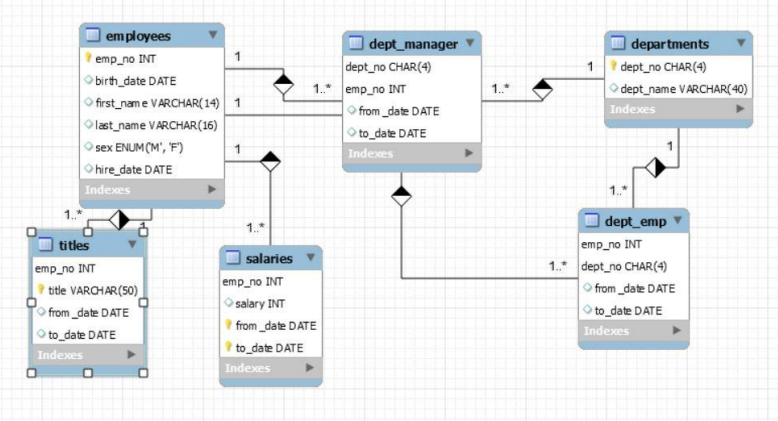 employees
emp_no INT
birth_date DATE
first_name VARCHAR(14)
last_name VARCHAR(16)
sex ENUM('M', 'F')
hire_date DATE
Indexes
1
1
1
1..*
1
1..*
dept_manager
dept_no CHAR(4)
emp_no INT
from_date DATE
to_date DATE
Indexes
1..*
1
departments
dept_no CHAR(4)
dept_name VARCHAR(40)
Indexes
1
1..*
titles
emp_no INT
title VARCHAR(50)
from_date DATE
to_date DATE
Indexes
1..*
salaries
emp_no INT
salary INT
from_date DATE
to_date DATE
Indexes
1..*
dept_emp
emp_no INT
dept_no CHAR(4)
from_date DATE
to_date DATE
Indexes